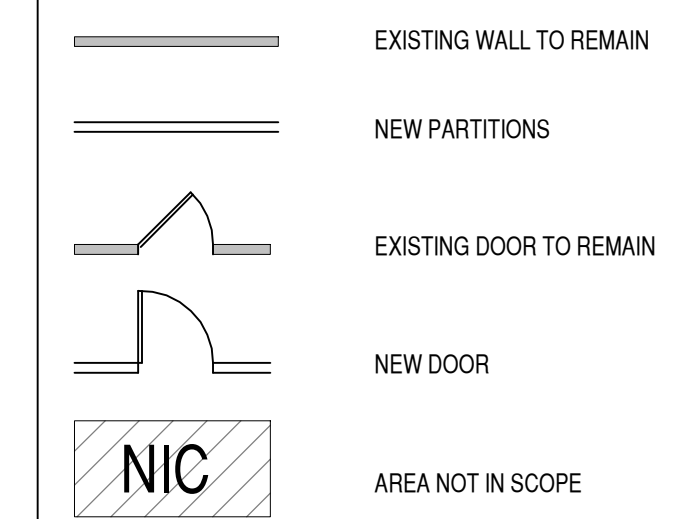 EXISTING WALL TO REMAIN
NEW PARTITIONS
EXISTING DOOR TO REMAIN
NEW DOOR
NIC
AREA NOT IN SCOPE